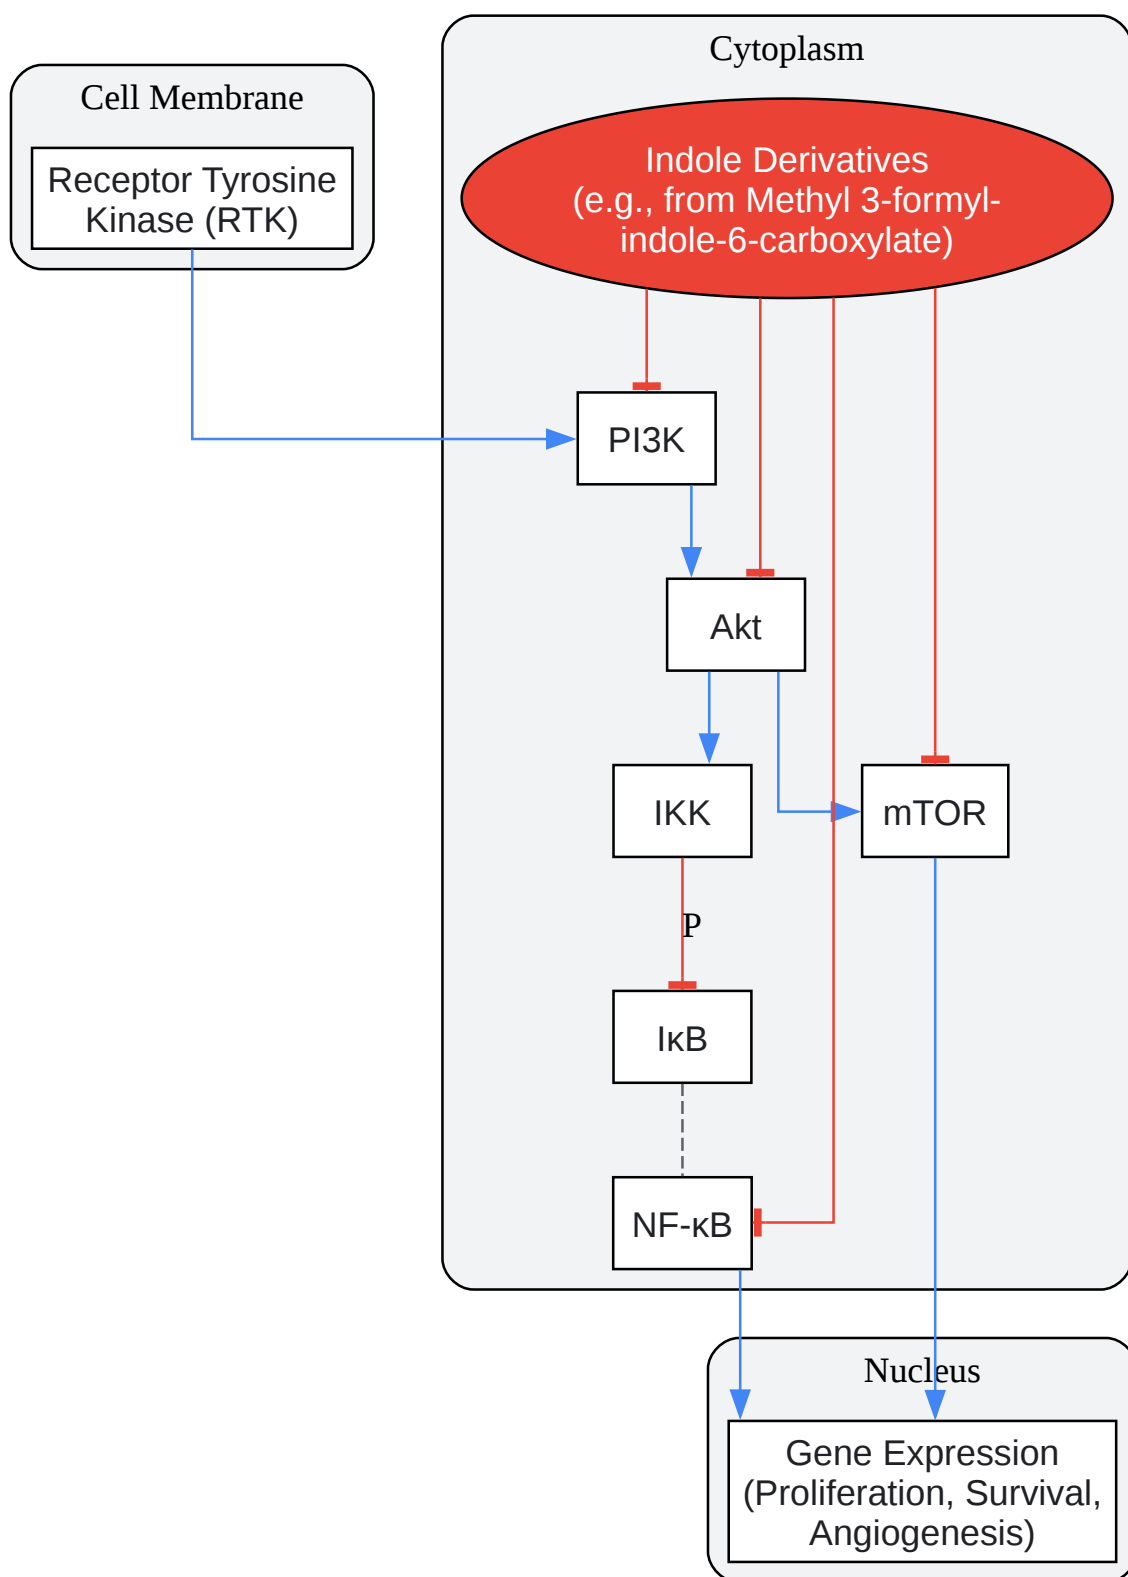 Cytoplasm
Cell Membrane
Receptor Tyrosine
Kinase (RTK)
Indole Derivatives
(e.g., from Methyl 3-formyl-
indole-6-carboxylate)
PI3K
Akt
IKK
mTOR
P
IκB
NF-κB
Nucleus
Gene Expression
(Proliferation, Survival,
Angiogenesis)